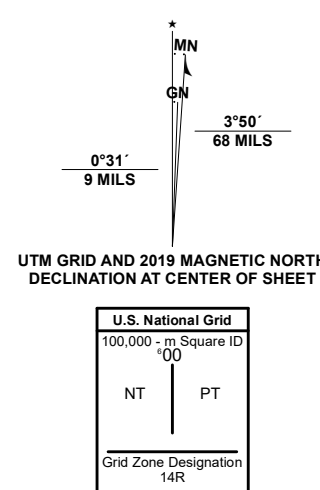 ★
MN
GN
3°50´
68 MILS
0°31´
9 MILS
UTM GRID AND 2019 MAGNETIC NORTH
DECLINATION AT CENTER OF SHEET
U.S. National Grid
100,000 - m Square ID
⁶00
NT PT
Grid Zone Designation
14R